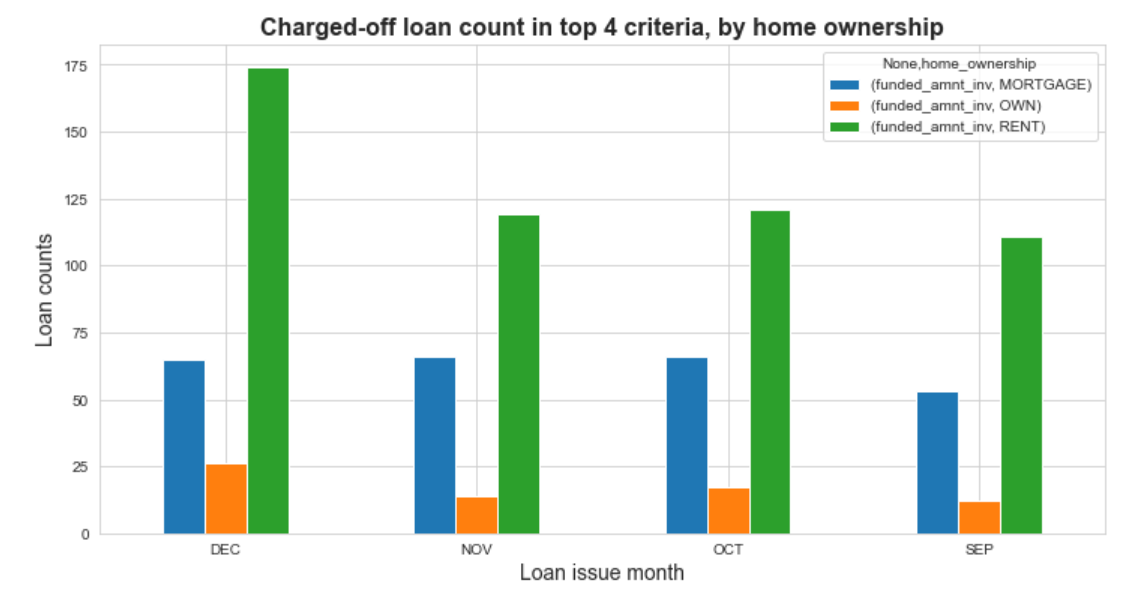 Charged-off loan count in top 4 criteria, by home ownership
None,home_ownership
(funded_amnt_inv, MORTGAGE)
(funded_amnt_inv, OWN)
(funded_amnt_inv, RENT)
Loan counts
175
150
125
100
75
50
25
0
DEC NOV OCT SEP
Loan issue month